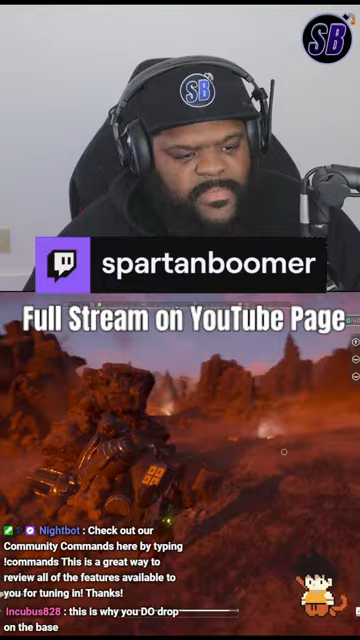 SB
SB
spartanboomer
Full Stream on YouTube Page
Nightbot : Check out our
Community Commands here by typing
!commands This is a great way to
review all of the features available to
you for tuning in! Thanks!
Incubus828 : this is why you DO drop
on the base